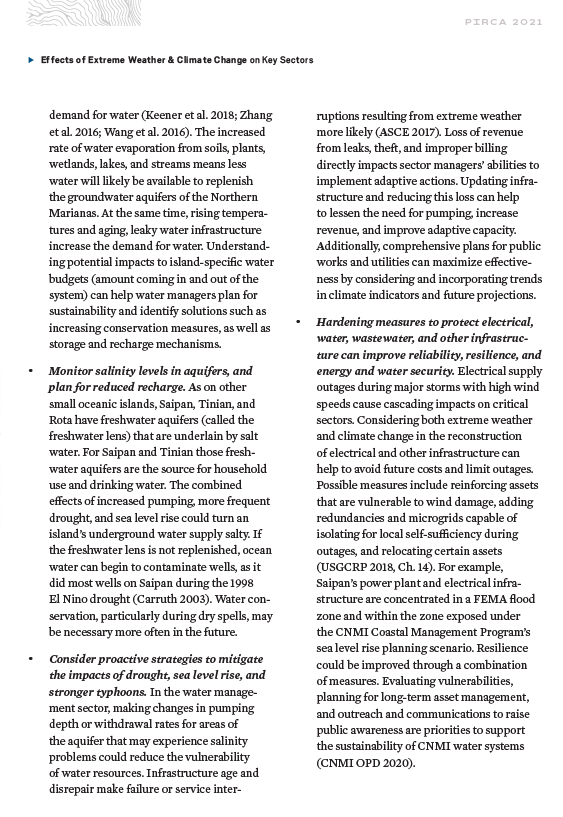 PIRCA 2021
▶ Effects of Extreme Weather & Climate Change on Key Sectors
demand for water (Keener et al. 2018; Zhang
et al. 2016; Wang et al. 2016). The increased
rate of water evaporation from soils, plants,
wetlands, lakes, and streams means less
water will likely be available to replenish
the groundwater aquifers of the Northern
Marianas. At the same time, rising tempera-
tures and aging, leaky water infrastructure
increase the demand for water. Understand-
ing potential impacts to island-specific water
budgets (amount coming in and out of the
system) can help water managers plan for
sustainability and identify solutions such as
increasing conservation measures, as well as
storage and recharge mechanisms.
• Monitor salinity levels in aquifers, and
plan for reduced recharge. As on other
small oceanic islands, Saipan, Tinian, and
Rota have freshwater aquifers (called the
freshwater lens) that are underlain by salt
water. For Saipan and Tinian those fresh-
water aquifers are the source for household
use and drinking water. The combined
effects of increased pumping, more frequent
drought, and sea level rise could turn an
island's underground water supply salty. If
the freshwater lens is not replenished, ocean
water can begin to contaminate wells, as it
did most wells on Saipan during the 1998
El Nino drought (Carruth 2003). Water con-
servation, particularly during dry spells, may
be necessary more often in the future.
• Consider proactive strategies to mitigate
the impacts of drought, sea level rise, and
stronger typhoons. In the water manage-
ment sector, making changes in pumping
depth or withdrawal rates for areas of
the aquifer that may experience salinity
problems could reduce the vulnerability
of water resources. Infrastructure age and
disrepair make failure or service inter-
ruptions resulting from extreme weather
more likely (ASCE 2017). Loss of revenue
from leaks, theft, and improper billing
directly impacts sector managers' abilities to
implement adaptive actions. Updating infra-
structure and reducing this loss can help
to lessen the need for pumping, increase
revenue, and improve adaptive capacity.
Additionally, comprehensive plans for public
works and utilities can maximize effective-
ness by considering and incorporating trends
in climate indicators and future projections.
• Hardening measures to protect electrical,
water, wastewater, and other infrastruc-
ture can improve reliability, resilience, and
energy and water security. Electrical supply
outages during major storms with high wind
speeds cause cascading impacts on critical
sectors. Considering both extreme weather
and climate change in the reconstruction
of electrical and other infrastructure can
help to avoid future costs and limit outages.
Possible measures include reinforcing assets
that are vulnerable to wind damage, adding
redundancies and microgrids capable of
isolating for local self-sufficiency during
outages, and relocating certain assets
(USGCRP 2018, Ch. 14). For example,
Saipan's power plant and electrical infra-
structure are concentrated in a FEMA flood
zone and within the zone exposed under
the CNMI Coastal Management Program's
sea level rise planning scenario. Resilience
could be improved through a combination
of measures. Evaluating vulnerabilities,
planning for long-term asset management,
and outreach and communications to raise
public awareness are priorities to support
the sustainability of CNMI water systems
(CNMI OPD 2020).